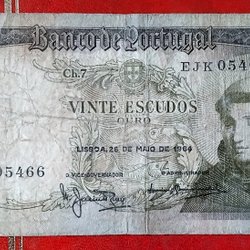 Banco de Portugal
Ch.7
EJK 054
VINTE ESCUDOS
OURO
LISBOA, 26 DE MAIO DE 1964
O VICE-GOVERNADOR
O ADMINISTRADOR
05466